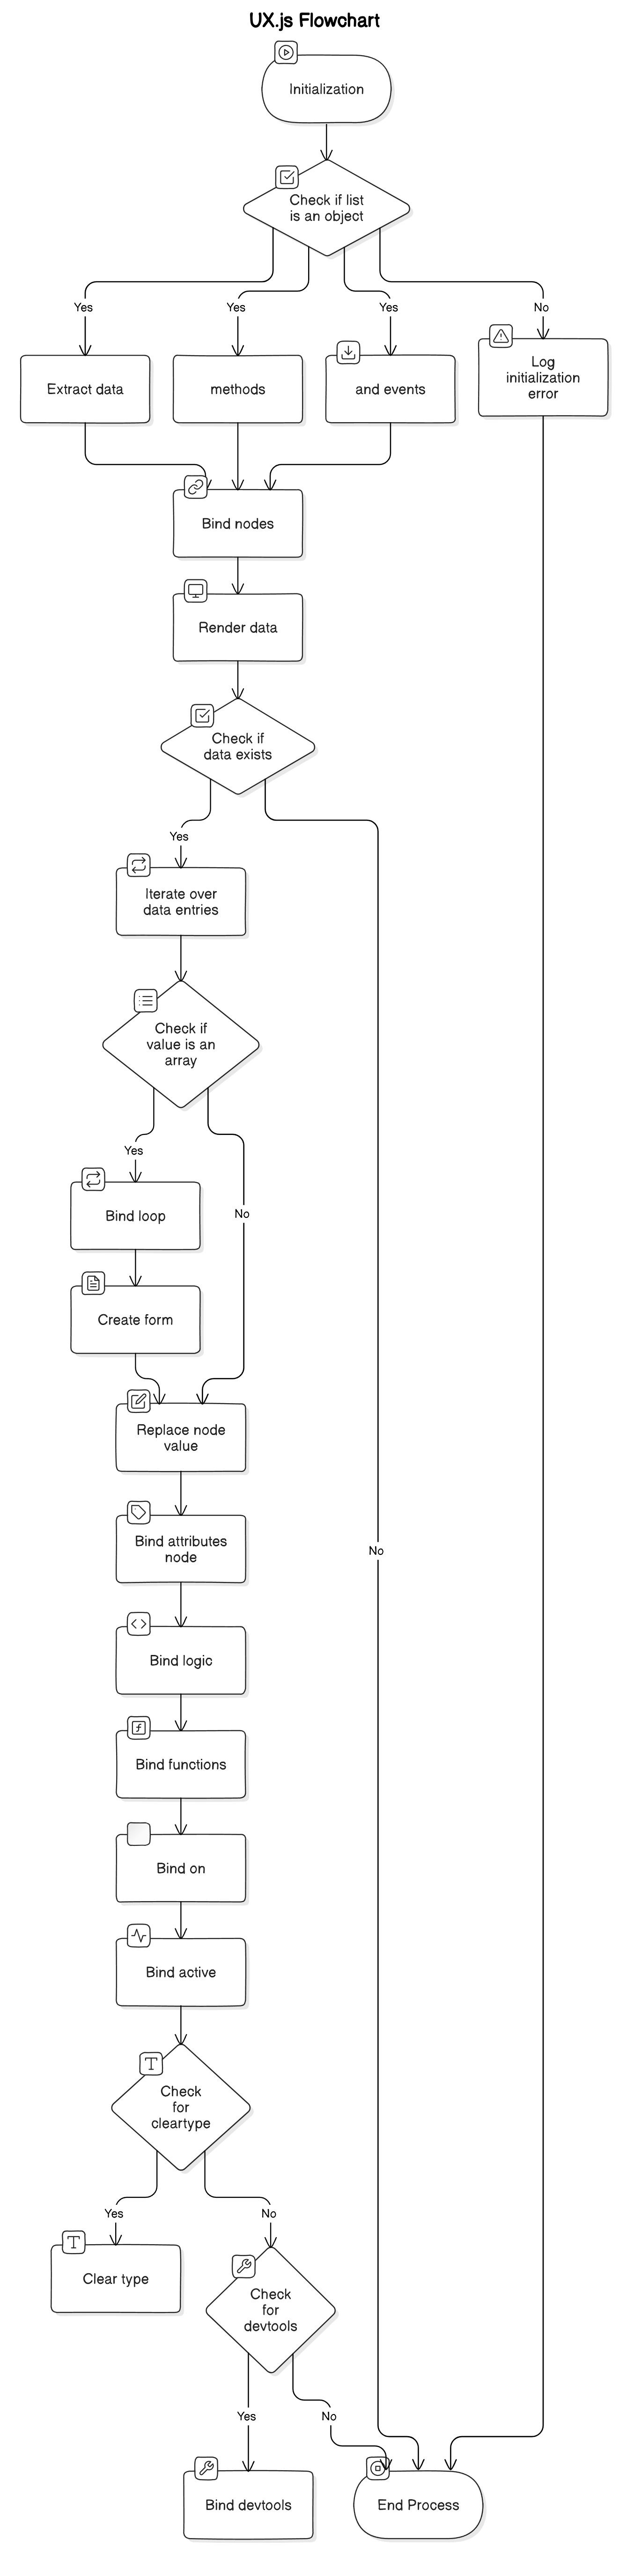 UX.js Flowchart
Initialization
Check if list
is an object
Yes
Yes
Yes
No
Extract data
methods
and events
Log
initialization
error
Bind nodes
Render data
Check if
data exists
Yes
Iterate over
data entries
Check if
value is an
array
Yes
Bind loop
No
Create form
Replace node
value
Bind attributes
node
No
Bind logic
Bind functions
Bind on
Bind active
T
Check
for
cleartype
Yes
No
T
Clear type
Check
for
devtools
Yes
No
Bind devtools
End Process